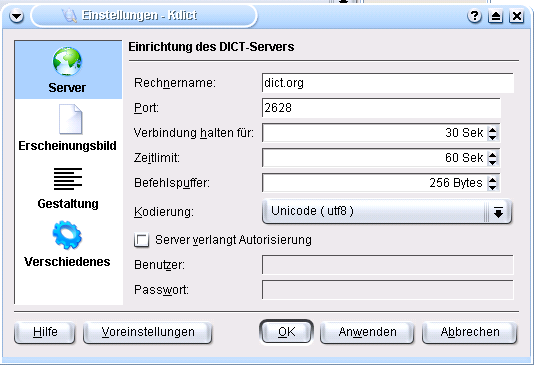 Einstellungen - Kdict
Server
Erscheinungsbild
Gestaltung
Verschiedenes
Einrichtung des DICT-Servers
Rechnername: dict.org
Port: 2628
Verbindung halten für: 30 Sek
Zeitlimit: 60 Sek
Befehlspuffer: 256 Bytes
Kodierung: Unicode ( utf8 )
Server verlangt Autorisierung
Benutzer:
Passwort:
Hilfe Voreinstellungen OK Anwenden Abbrechen